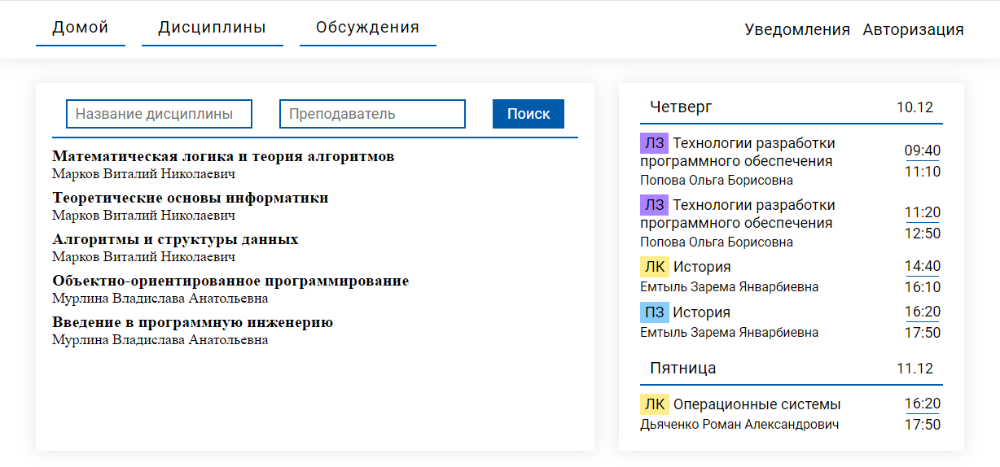 Домой Дисциплины Обсуждения Уведомления Авторизация
Название дисциплины Преподаватель Поиск
Математическая логика и теория алгоритмов
Марков Виталий Николаевич
Теоретические основы информатики
Марков Виталий Николаевич
Алгоритмы и структуры данных
Марков Виталий Николаевич
Объектно-ориентированное программирование
Мурлина Владислава Анатольевна
Введение в программную инженерию
Мурлина Владислава Анатольевна
Четверг 10.12
ЛЗ Технологии разработки
программного обеспечения
Попова Ольга Борисовна
09:40
11:10
ЛЗ Технологии разработки
программного обеспечения
Попова Ольга Борисовна
11:20
12:50
ЛК История 14:40
Емтыль Зарема Январбиевна 16:10
ПЗ История 16:20
Емтыль Зарема Январбиевна 17:50
Пятница 11.12
ЛК Операционные системы 16:20
Дьяченко Роман Александрович 17:50